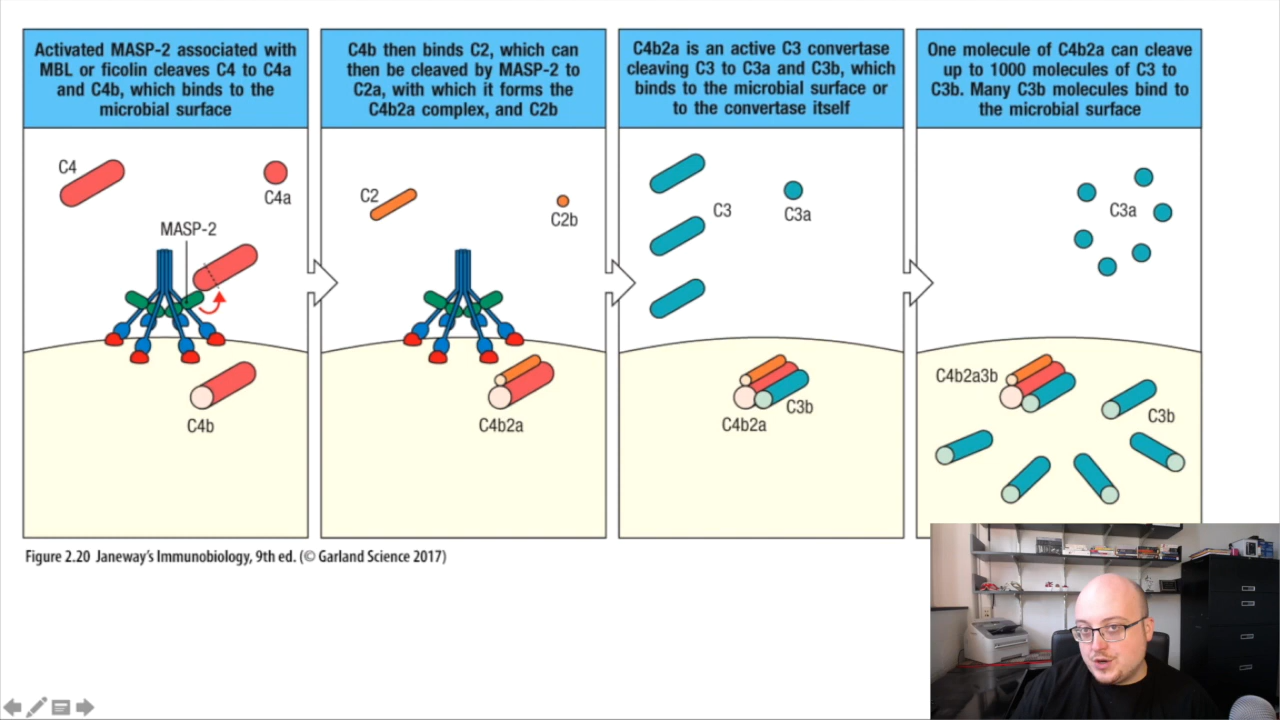 Activated MASP-2 associated with
MBL or ficolin cleaves C4 to C4a
and C4b, which binds to the
microbial surface
C4b then binds C2, which can
then be cleaved by MASP-2 to
C2a, with which it forms the
C4b2a complex, and C2b
C4b2a is an active C3 convertase
cleaving C3 to C3a and C3b, which
binds to the microbial surface or
to the convertase itself
One molecule of C4b2a can cleave
up to 1000 molecules of C3 to
C3b. Many C3b molecules bind to
the microbial surface
C4
C4a
MASP-2
C4b
C2
C2b
C4b2a
C3
C3a
C3b
C4b2a
C3a
C4b2a3b
C3b
Figure 2.20 Janeway's Immunobiology, 9th ed. (© Garland Science 2017)